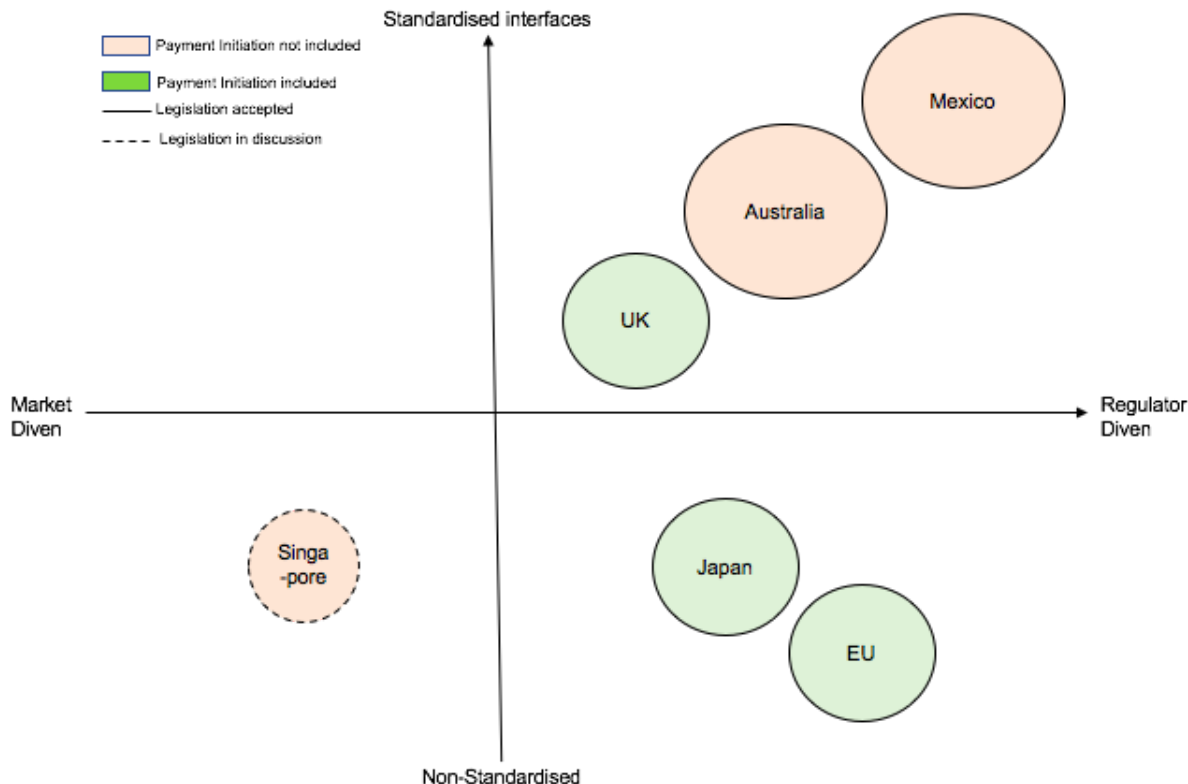 Standardised interfaces
Payment Initiation not included
Payment Initiation included
Legislation accepted
Legislation in discussion
Mexico
Australia
UK
Market
Diven
Regulator
Diven
Singa
-pore
Japan
EU
Non-Standardised